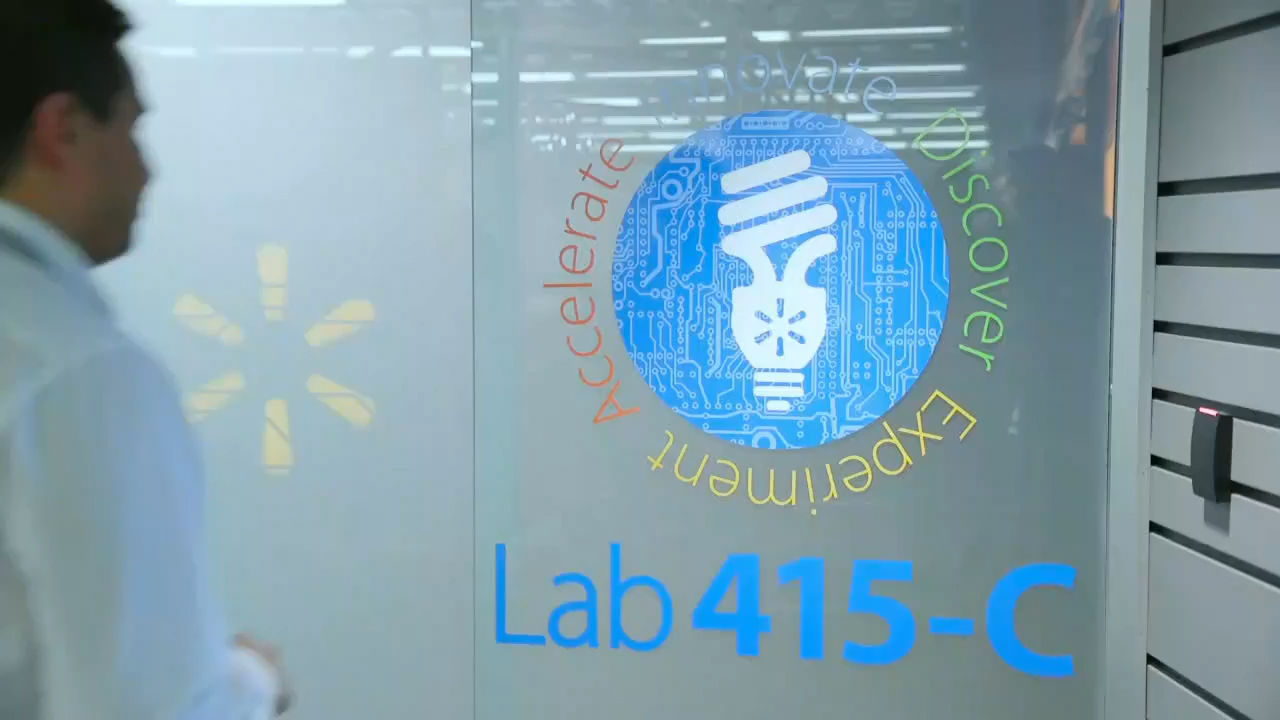 Innovate
Discover
Experiment
Accelerate
Lab 415-C